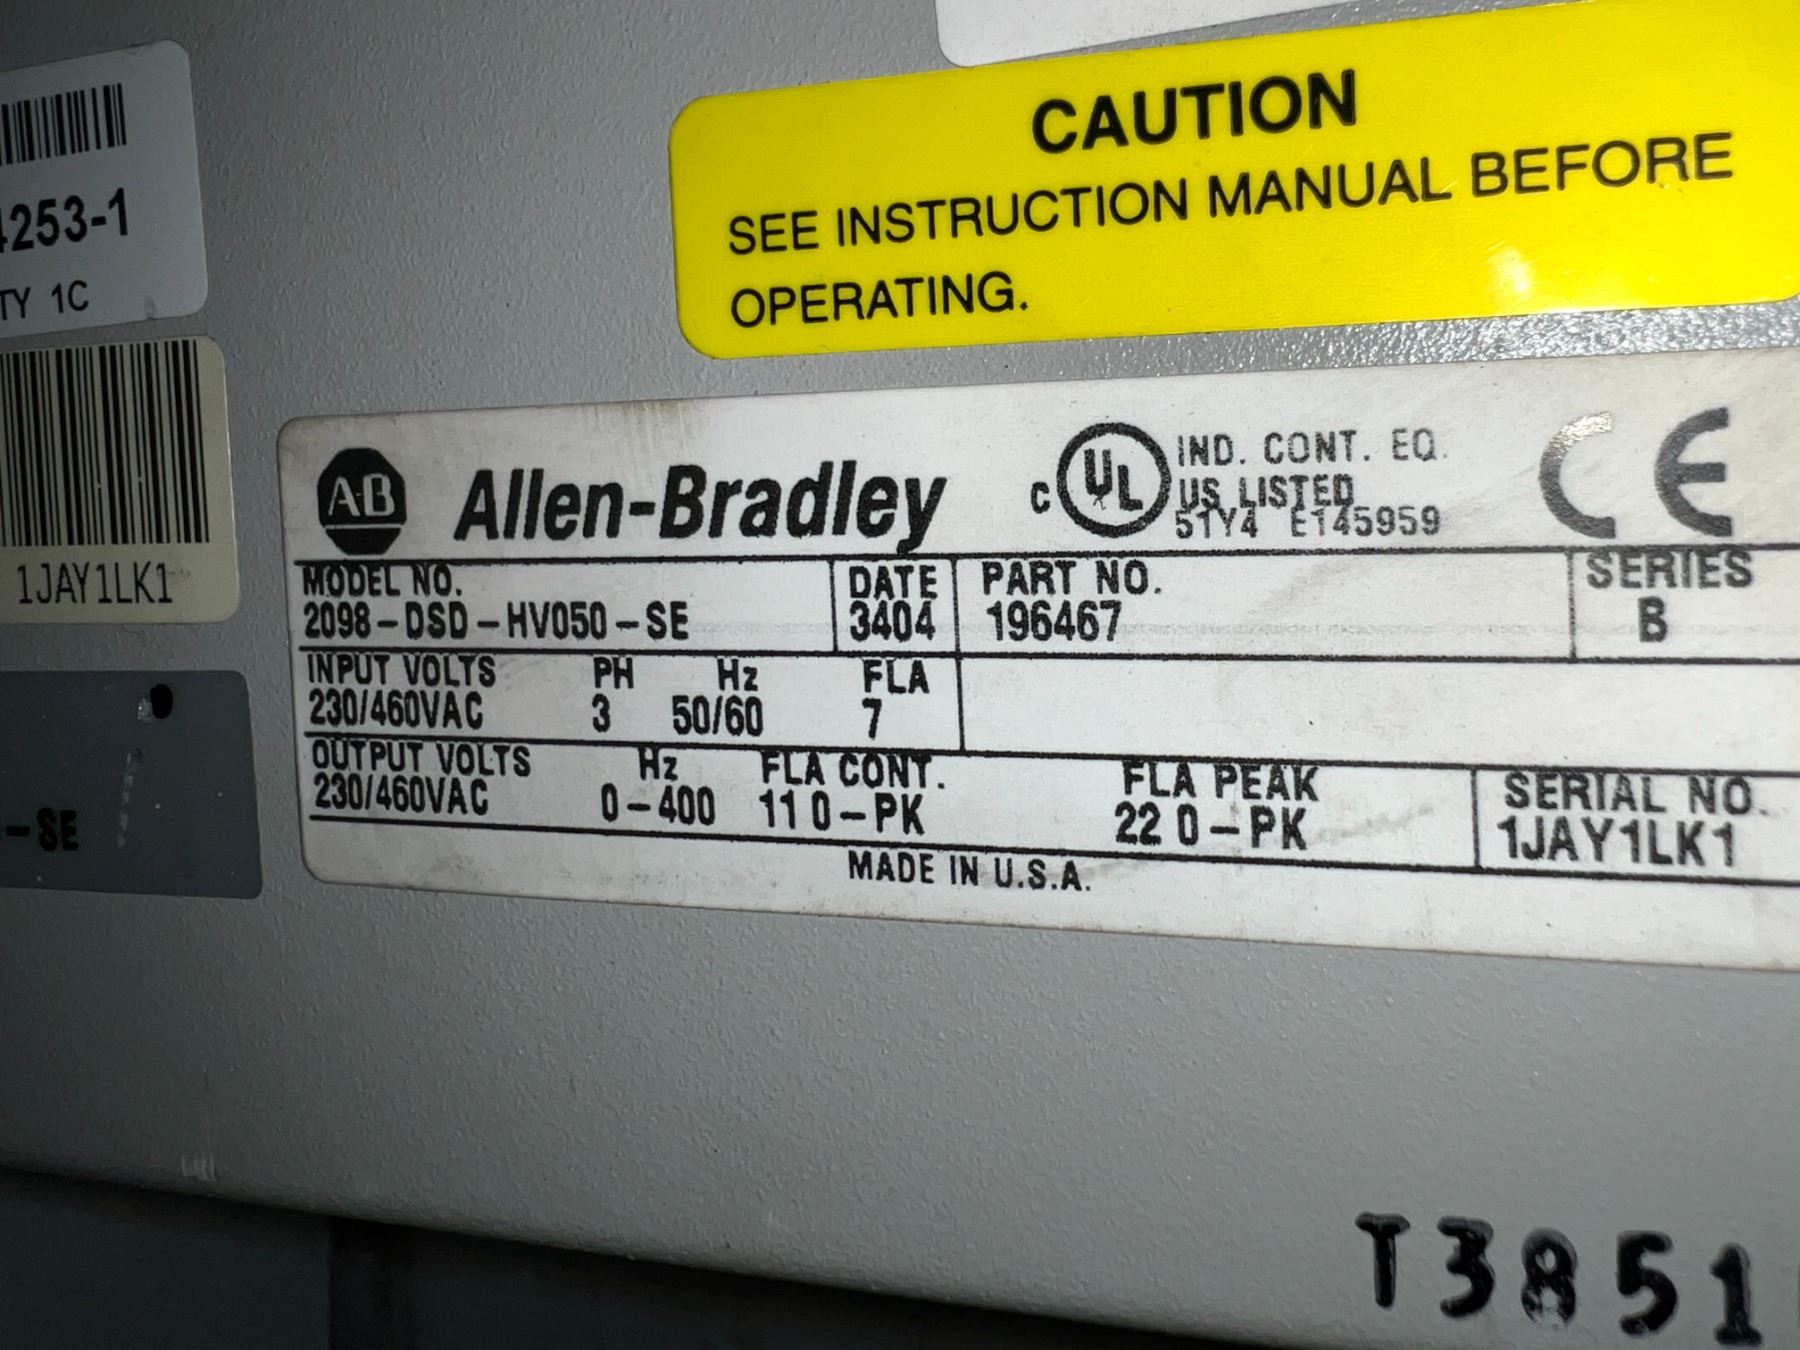 CAUTION
SEE INSTRUCTION MANUAL BEFORE
OPERATING.
253-1
TY 1C
1JAY1LK1
-SE
A-B Allen-Bradley
C UL US LISTED
IND. CONT. EQ.
51Y4 E145959
CE
MODEL NO. DATE PART NO. SERIES
2098-DSD-HV050-SE 3404 196467 B
INPUT VOLTS PH Hz FLA
230/460VAC 3 50/60 7
OUTPUT VOLTS Hz FLA CONT. FLA PEAK SERIAL NO.
230/460VAC 0-400 11 0-PK 22 0-PK 1JAY1LK1
MADE IN U.S.A.
T3851